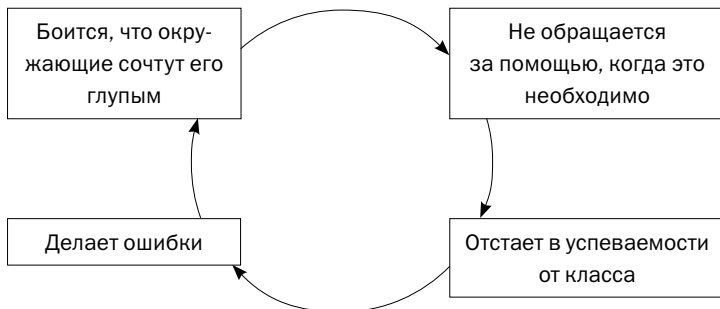 Боится, что окру-
жающие сочтут его
глупым
Не обращается
за помощью, когда это
необходимо
Делает ошибки
Отстает в успеваемости
от класса